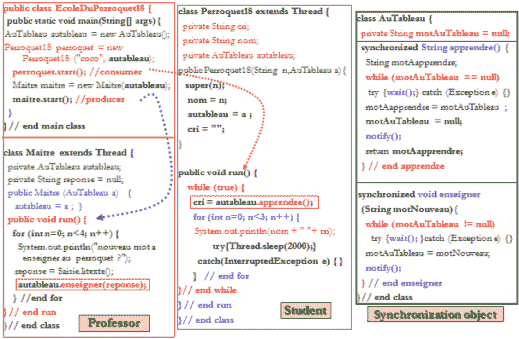 public class EcoleDuPerroquet18 {
public static void main(String[] args){
AuTableau autableau = new AuTableau();
Perroquet18 perroquet = new
Perroquet18 ("coco", autableau);
perroquet.start(); //consumer
Maitre maitre = new Maitre(autableau);
maitre.start(); //producer
}
}// end main class
class Maitre extends Thread {
private AuTableau autableau;
private String reponse = null;
public Maitre (AuTableau a) {
autableau = a ; }
public void run() {
for (int n=0; n<4; n++) {
System.out.println("nouveau mot a
enseigner au perroquet ?");
reponse = Saisie.litexte();
autableau.enseigner(reponse);
} //end for
}// end run
}// end class
Professor
class Perroquet18 extends Thread {
private String cri;
private String nom;
private AuTableau autableau;
public Perroquet18(String n,AuTableau a){
super(n);
nom = n;
autableau = a ;
cri = "";
}
public void run() {
while (true) {
cri = autableau.apprendre();
for (int n=0; n<3; n++) {
System.out.println(nom + " "+ cri);
try{Thread.sleep(2000);}
catch(InterruptedException e) { }
} // end for
}// end while
}// end run
}// end class
Student
class AuTableau {
private String motAuTableau = null;
synchronized String apprendre() {
String motAapprendre;
while (motAuTableau == null)
try {wait();} catch (Exception e) {}
motAapprendre = motAuTableau ;
motAuTableau = null;
notify();
return motAapprendre;
} // end apprendre
synchronized void enseigner
(String motNouveau) {
while (motAuTableau != null)
try {wait(); }catch (Exception e) {}
motAuTableau = motNouveau;
notify();
} // end enseigner
}// end class
Synchronization object